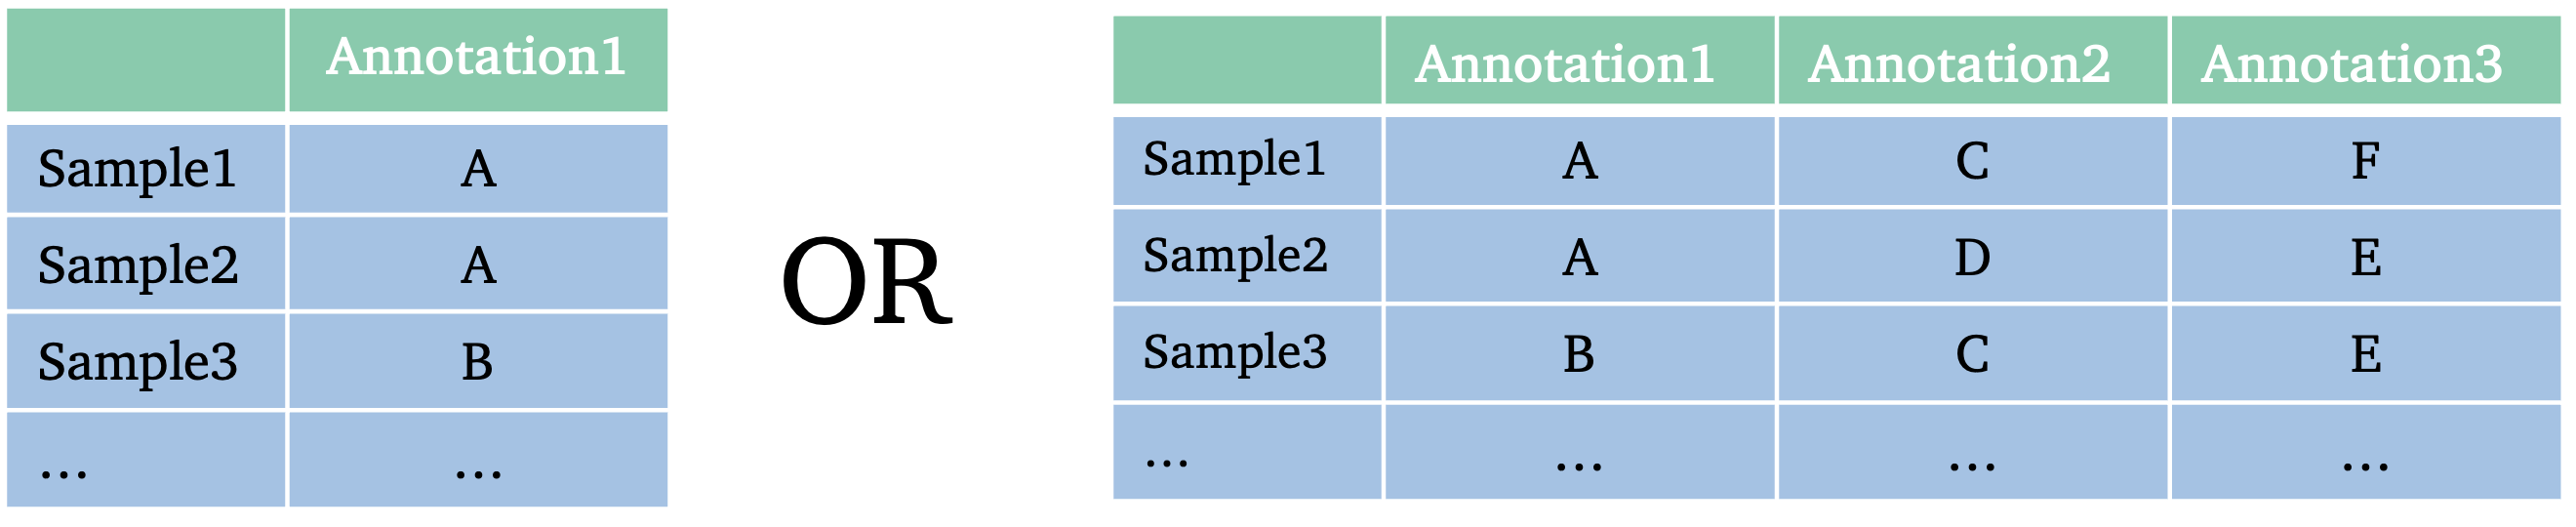 Annotation1
Sample1 A
Sample2 A
Sample3 B
... ...
OR
Annotation1 Annotation2 Annotation3
Sample1 A C F
Sample2 A D E
Sample3 B C E
... ... ... ...